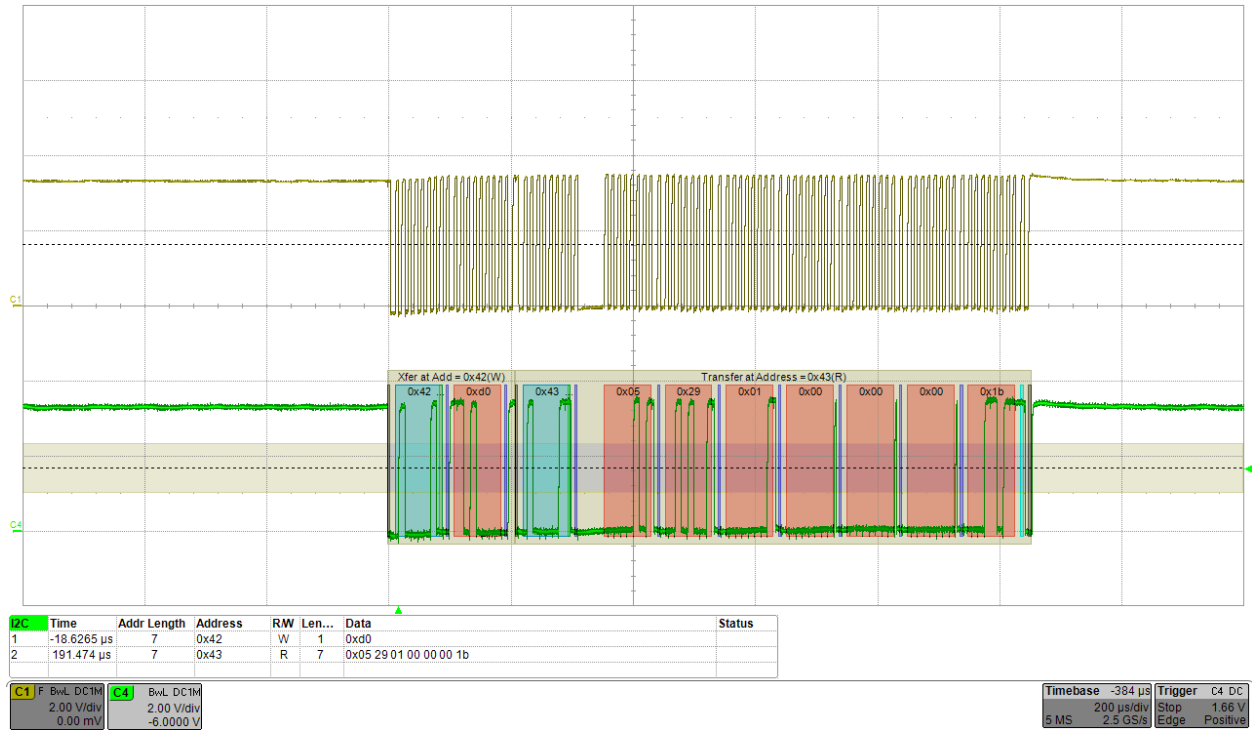 C1
Xfer at Add = 0x42(W) Transfer at Address = 0x43(R)
0x42 ... 0xd0 0x43 ... 0x05 0x29 0x01 0x00 0x00 0x00 0x1b
C4
I2C Time Addr Length Address R/W Len... Data Status
1 -18.6265 µs 7 0x42 W 1 0xd0
2 191.474 µs 7 0x43 R 7 0x05 29 01 00 00 00 1b
C1 F BwL DC1M C4 BwL DC1M Timebase -384 µs Trigger C4 DC
2.00 V/div 2.00 V/div 200 µs/div Stop 1.66 V
0.00 mV -6.0000 V 5 MS 2.5 GS/s Edge Positive